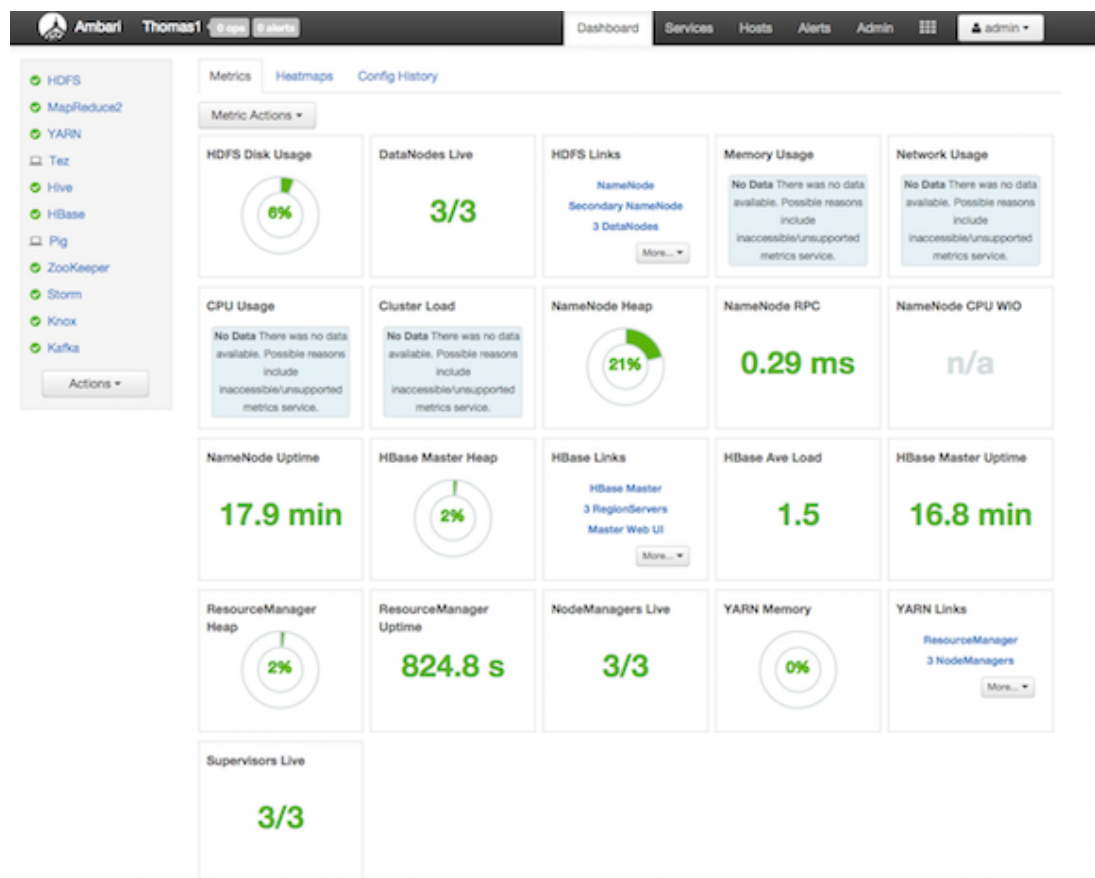 Ambari Thomas1 0 ops 0 alerts Dashboard Services Hosts Alerts Admin admin
HDFS
MapReduce2
YARN
Tez
Hive
HBase
Pig
ZooKeeper
Storm
Knox
Kafka
Actions
Metrics Heatmaps Config History
Metric Actions
HDFS Disk Usage
6%
DataNodes Live
3/3
HDFS Links
NameNode
Secondary NameNode
3 DataNodes
More...
Memory Usage
No Data There was no data
available. Possible reasons
include
inaccessible/unsupported
metrics service.
Network Usage
No Data There was no data
available. Possible reasons
include
inaccessible/unsupported
metrics service.
CPU Usage
No Data There was no data
available. Possible reasons
include
inaccessible/unsupported
metrics service.
Cluster Load
No Data There was no data
available. Possible reasons
include
inaccessible/unsupported
metrics service.
NameNode Heap
21%
NameNode RPC
0.29 ms
NameNode CPU WIO
n/a
NameNode Uptime
17.9 min
HBase Master Heap
2%
HBase Links
HBase Master
3 RegionServers
Master Web UI
More...
HBase Ave Load
1.5
HBase Master Uptime
16.8 min
ResourceManager
Heap
2%
ResourceManager
Uptime
824.8 s
NodeManagers Live
3/3
YARN Memory
0%
YARN Links
ResourceManager
3 NodeManagers
More...
Supervisors Live
3/3